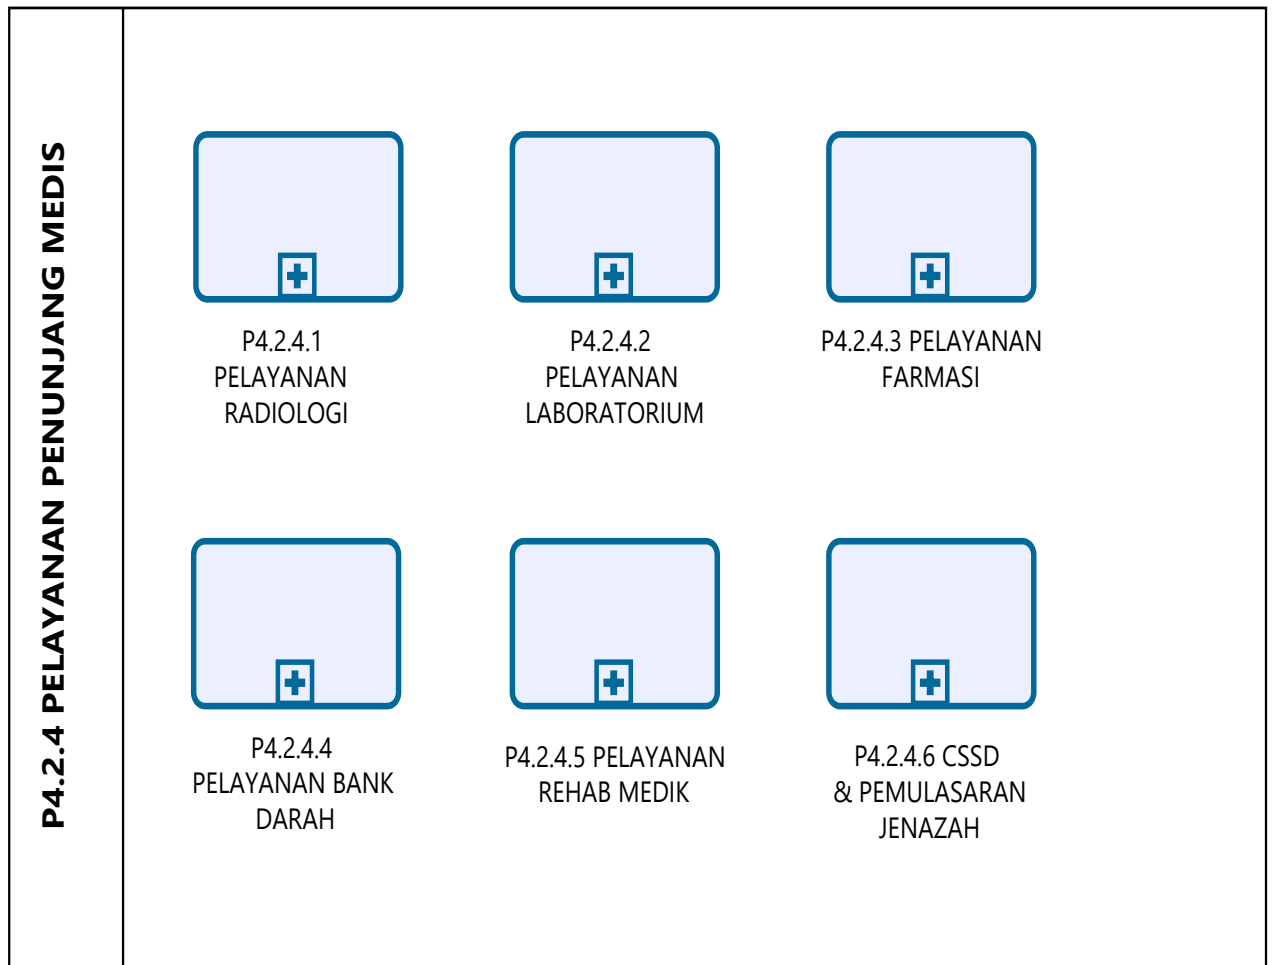 P4.2.4 PELAYANAN PENUNJANG MEDIS
P4.2.4.1
PELAYANAN
RADIOLOGI
P4.2.4.2
PELAYANAN
LABORATORIUM
P4.2.4.3 PELAYANAN
FARMASI
P4.2.4.4
PELAYANAN BANK
DARAH
P4.2.4.5 PELAYANAN
REHAB MEDIK
P4.2.4.6 CSSD
& PEMULASARAN
JENAZAH